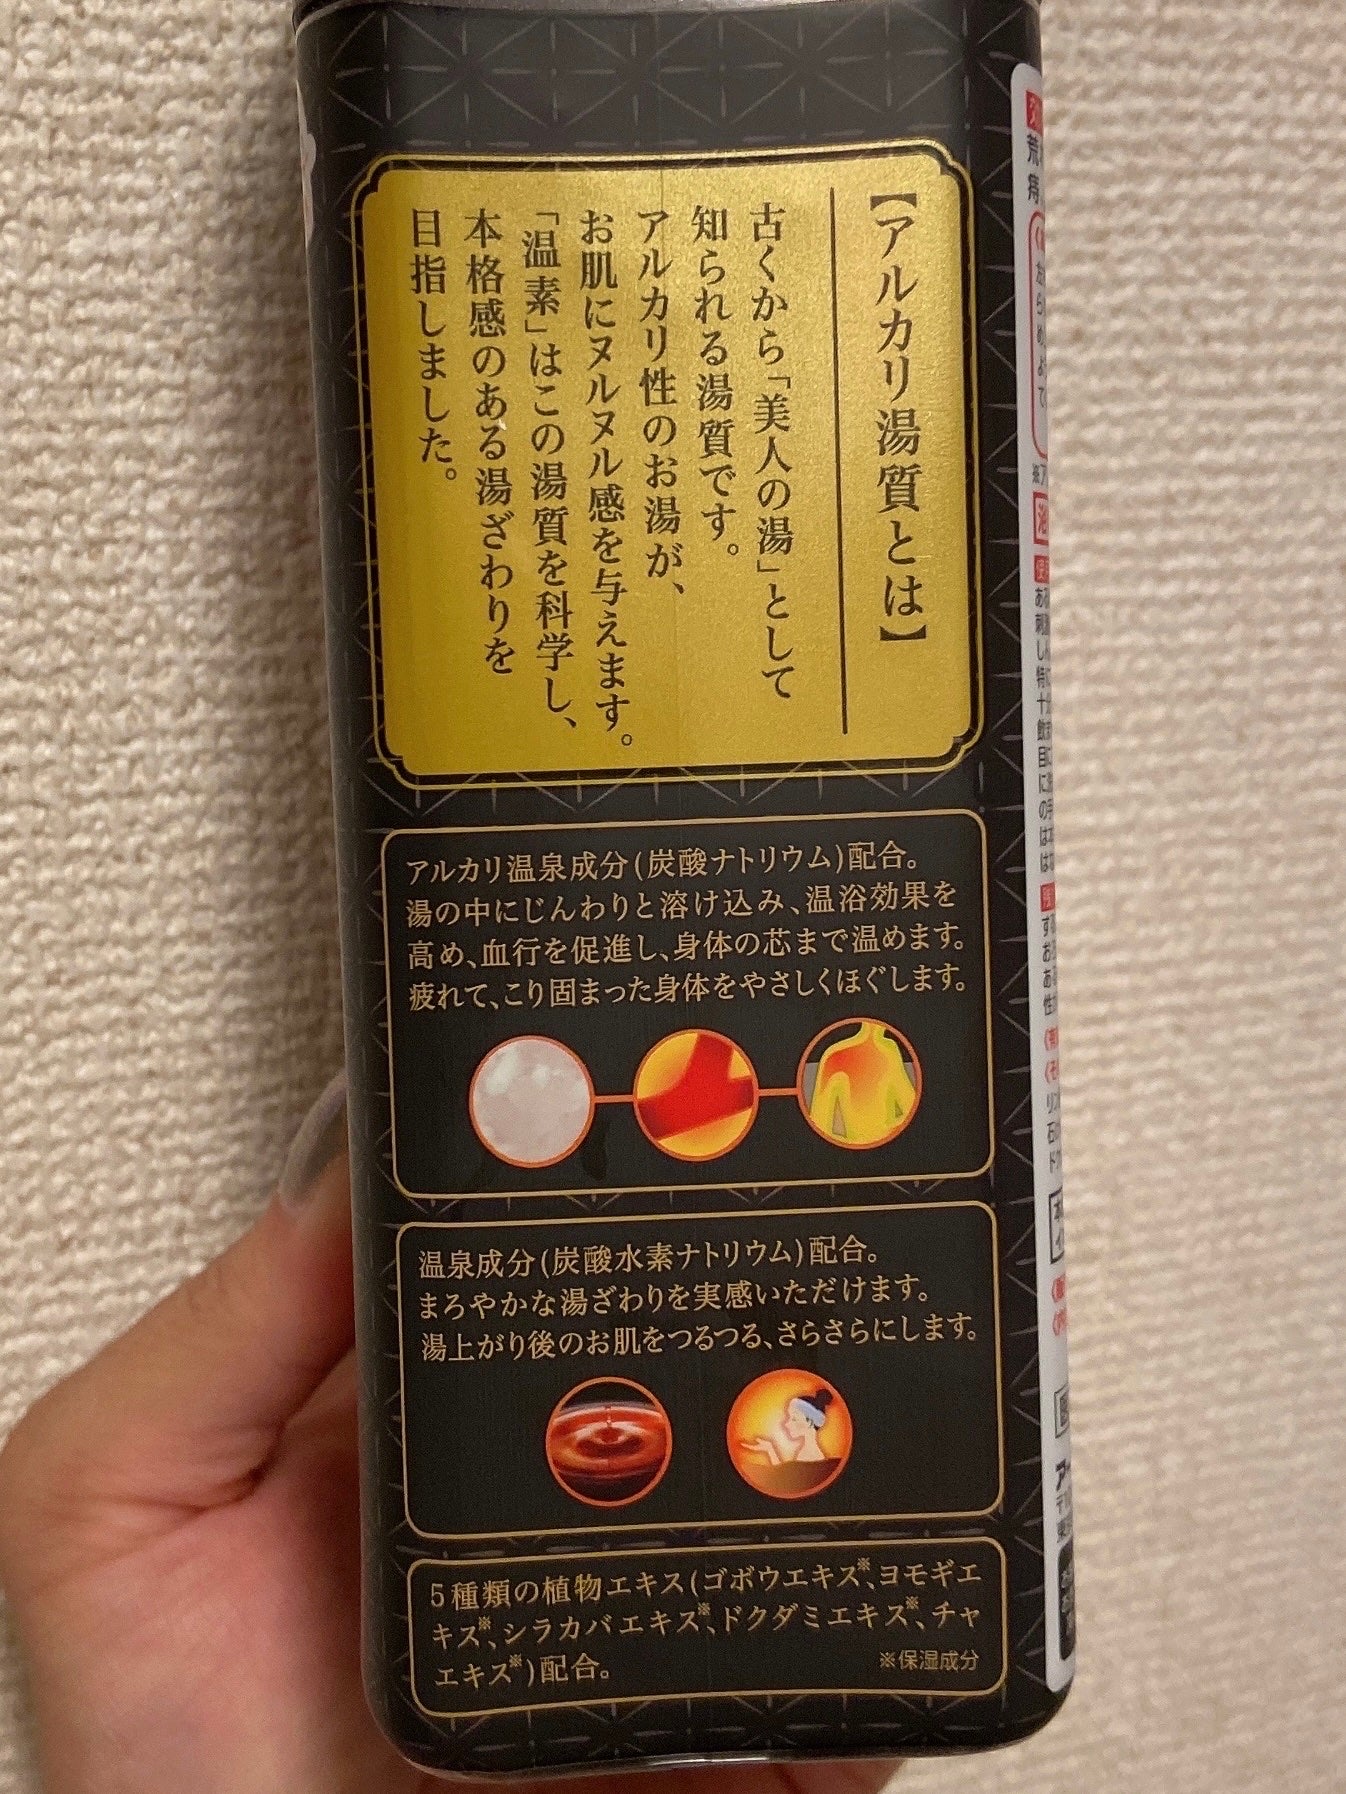 【アルカリ湯質とは】
古くから「美人の湯」として
知られる湯質です。
アルカリ性のお湯が、
お肌にヌルヌル感を与えます。
「温素」はこの湯質を科学し、
本格感のある湯ざわりを
目指しました。
アルカリ温泉成分(炭酸ナトリウム)配合。
湯の中にじんわりと溶け込み、温浴効果を
高め、血行を促進し、身体の芯まで温めます。
疲れて、こり固まった身体をやさしくほぐします。
温泉成分(炭酸水素ナトリウム)配合。
まろやかな湯ざわりを実感いただけます。
湯上がり後のお肌をつるつる、さらさらにします。
5種類の植物エキス(ゴボウエキス※、ヨモギエ
キス※、シラカバエキス※、ドクダミエキス※、チャ
エキス※)配合。
※保湿成分